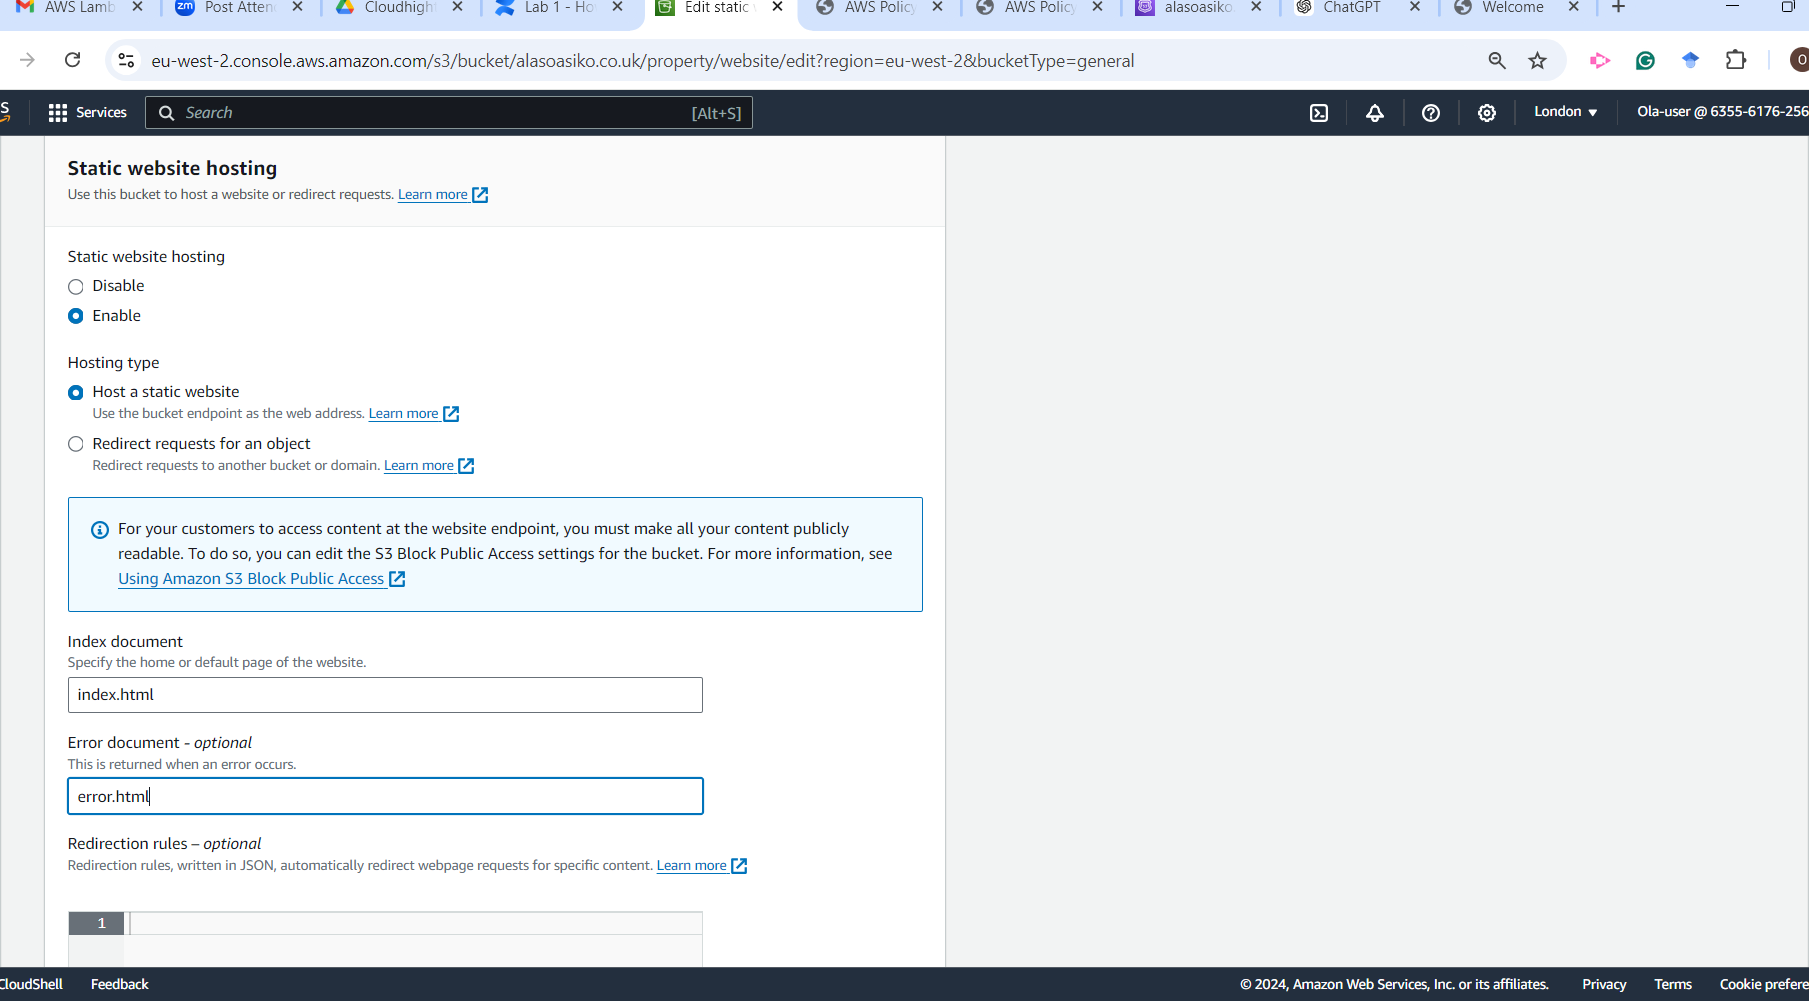 AWS Lamb
Post Atten
Cloudhigh
Lab 1 - Ho
Edit static
AWS Policy
AWS Policy
alasoasiko
ChatGPT
Welcome
eu-west-2.console.aws.amazon.com/s3/bucket/alasoasiko.co.uk/property/website/edit?region=eu-west-2&bucketType=general
Services
Search
[Alt+S]
London
Ola-user @ 6355-6176-256
Static website hosting
Use this bucket to host a website or redirect requests. Learn more
Static website hosting
Disable
Enable
Hosting type
Host a static website
Use the bucket endpoint as the web address. Learn more
Redirect requests for an object
Redirect requests to another bucket or domain. Learn more
For your customers to access content at the website endpoint, you must make all your content publicly
readable. To do so, you can edit the S3 Block Public Access settings for the bucket. For more information, see
Using Amazon S3 Block Public Access
Index document
Specify the home or default page of the website.
index.html
Error document - optional
This is returned when an error occurs.
error.html
Redirection rules – optional
Redirection rules, written in JSON, automatically redirect webpage requests for specific content. Learn more
1
CloudShell
Feedback
© 2024, Amazon Web Services, Inc. or its affiliates.
Privacy
Terms
Cookie prefere